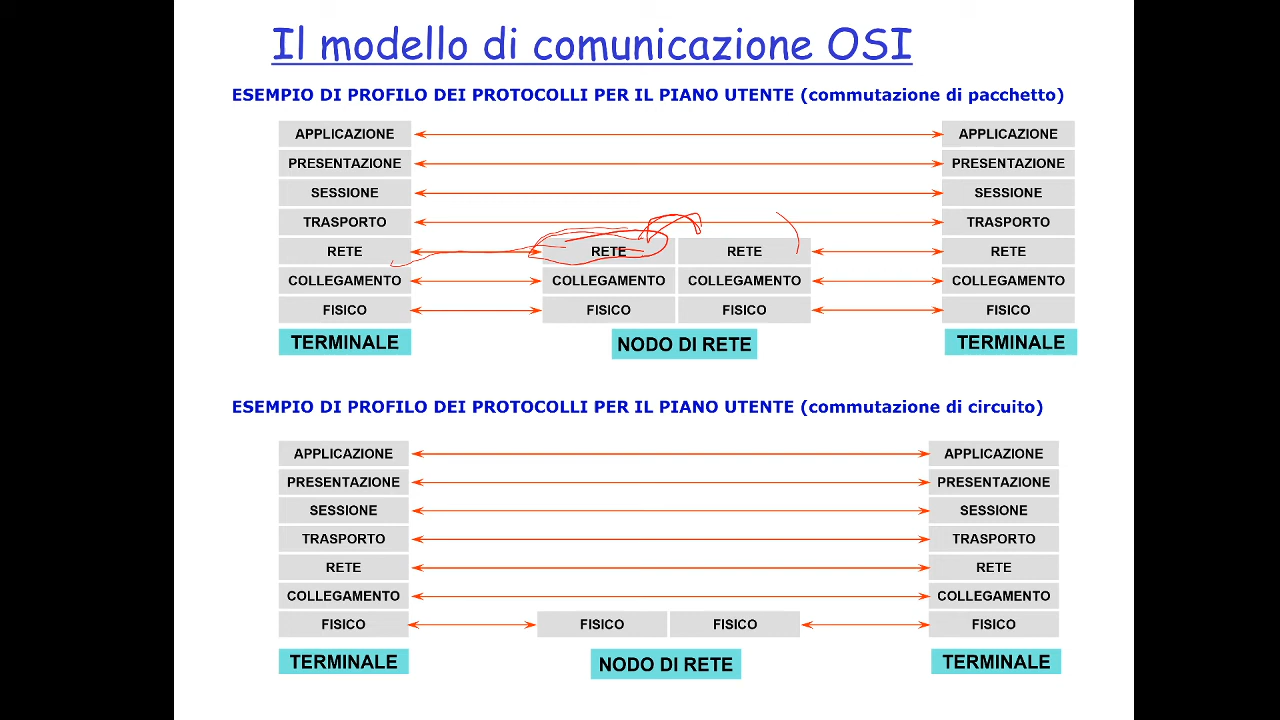 Il modello di comunicazione OSI
ESEMPIO DI PROFILO DEI PROTOCOLLI PER IL PIANO UTENTE (commutazione di pacchetto)
APPLICAZIONE APPLICAZIONE
PRESENTAZIONE PRESENTAZIONE
SESSIONE SESSIONE
TRASPORTO TRASPORTO
RETE RETE RETE RETE
COLLEGAMENTO COLLEGAMENTO COLLEGAMENTO COLLEGAMENTO
FISICO FISICO FISICO FISICO
TERMINALE NODO DI RETE TERMINALE
ESEMPIO DI PROFILO DEI PROTOCOLLI PER IL PIANO UTENTE (commutazione di circuito)
APPLICAZIONE APPLICAZIONE
PRESENTAZIONE PRESENTAZIONE
SESSIONE SESSIONE
TRASPORTO TRASPORTO
RETE RETE
COLLEGAMENTO COLLEGAMENTO
FISICO FISICO FISICO FISICO
TERMINALE NODO DI RETE TERMINALE